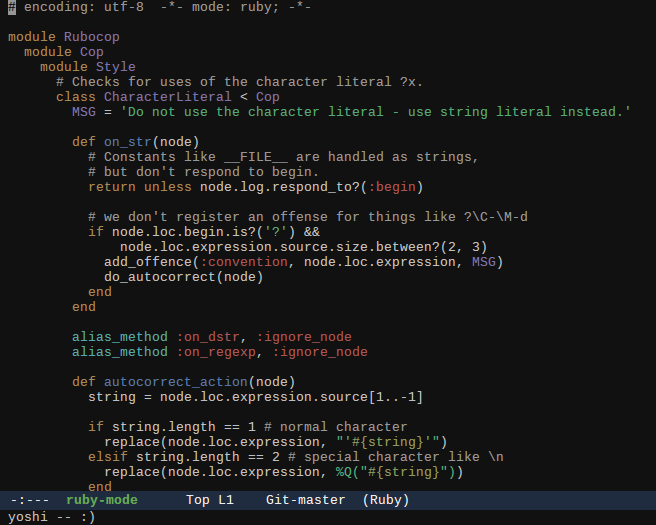 # encoding: utf-8  -*- mode: ruby; -*-

module Rubocop
  module Cop
    module Style
      # Checks for uses of the character literal ?x.
      class CharacterLiteral < Cop
        MSG = 'Do not use the character literal - use string literal instead.'

        def on_str(node)
          # Constants like __FILE__ are handled as strings,
          # but don't respond to begin.
          return unless node.log.respond_to?(:begin)

          # we don't register an offense for things like ?\C-\M-d
          if node.loc.begin.is?('?') &&
              node.loc.expression.source.size.between?(2, 3)
            add_offence(:convention, node.loc.expression, MSG)
            do_autocorrect(node)
          end
        end

        alias_method :on_dstr, :ignore_node
        alias_method :on_regexp, :ignore_node

        def autocorrect_action(node)
          string = node.loc.expression.source[1..-1]

          if string.length == 1 # normal character
            replace(node.loc.expression, "'#{string}'")
          elsif string.length == 2 # special character like \n
            replace(node.loc.expression, %Q("#{string}"))
          end
-:---  ruby-mode      Top L1    Git-master  (Ruby)
yoshi -- :)